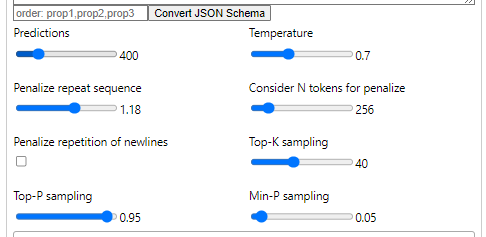 order: prop1,prop2,prop3 Convert JSON Schema
Predictions Temperature
400 0.7
Penalize repeat sequence Consider N tokens for penalize
1.18 256
Penalize repetition of newlines Top-K sampling
40
Top-P sampling Min-P sampling
0.95 0.05